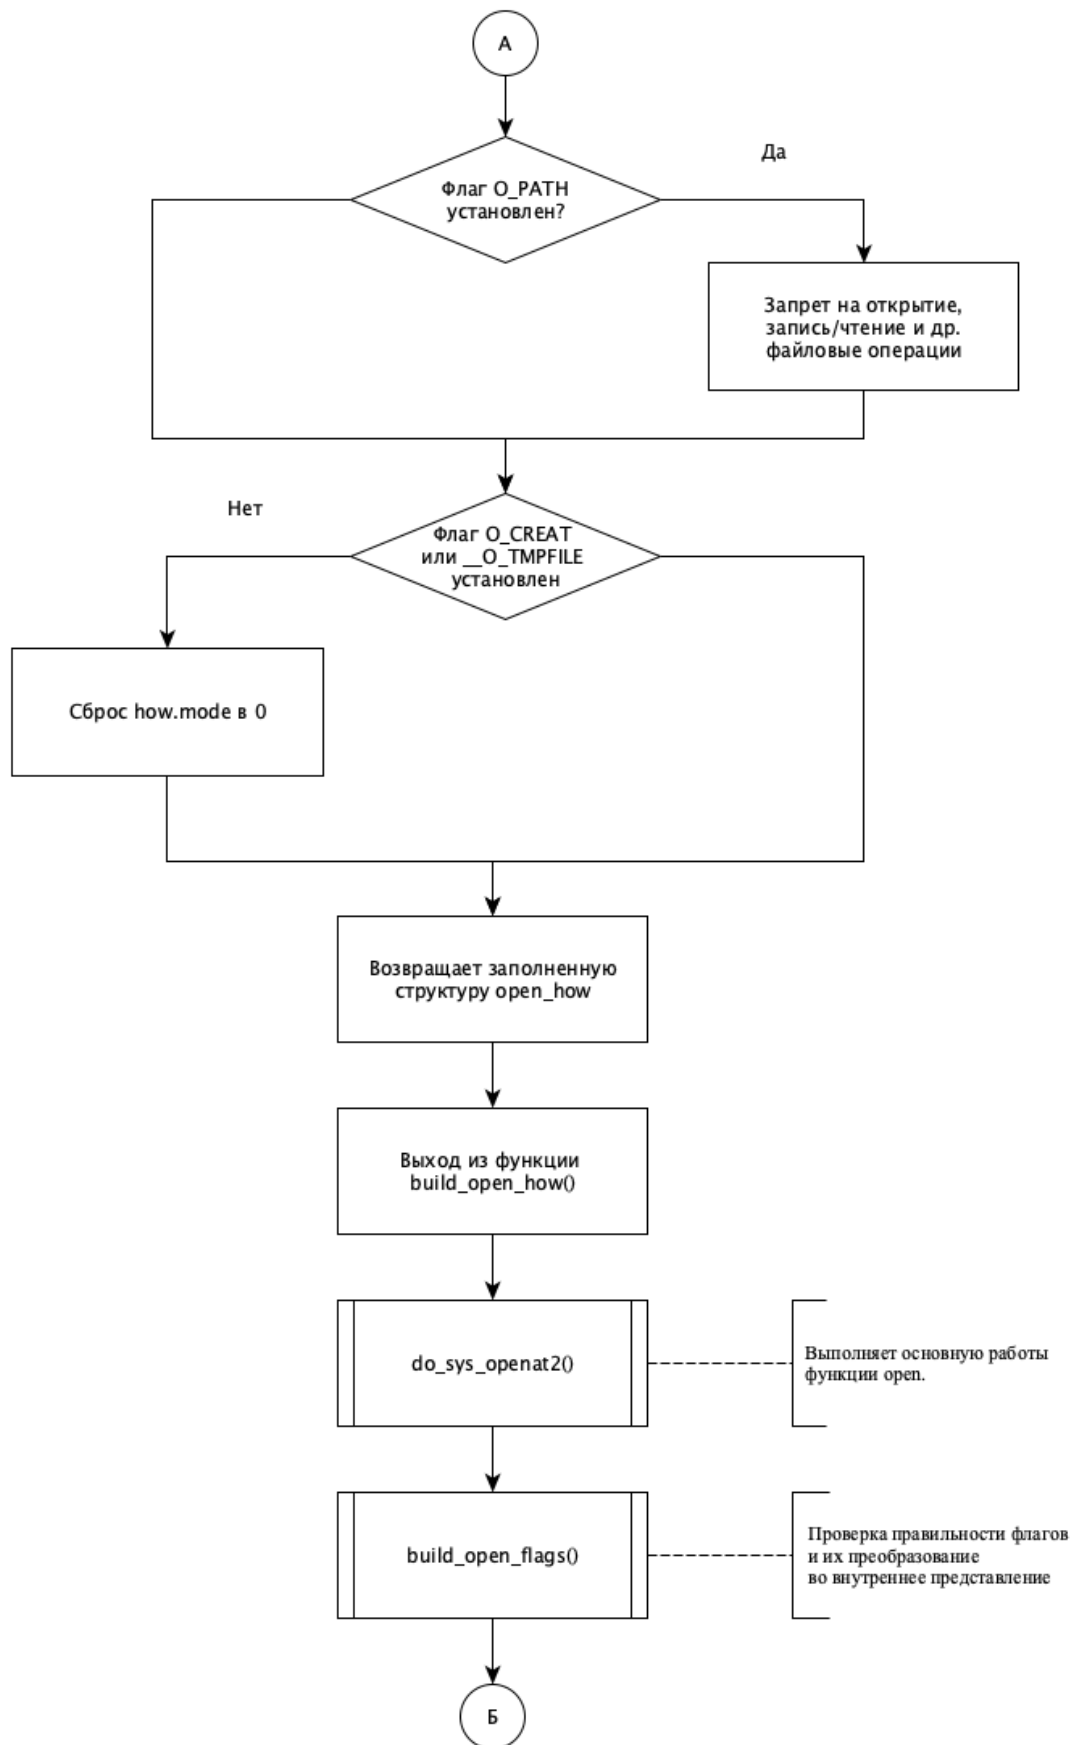 А
Да
Флаг O_PATH
установлен?
Запрет на открытие,
запись/чтение и др.
файловые операции
Нет
Флаг O_CREAT
или __O_TMPFILE
установлен
Сброс how.mode в 0
Возвращает заполненную
структуру open_how
Выход из функции
build_open_how()
do_sys_openat2()
Выполняет основную работы
функции open.
build_open_flags()
Проверка правильности флагов
и их преобразование
во внутреннее представление
Б